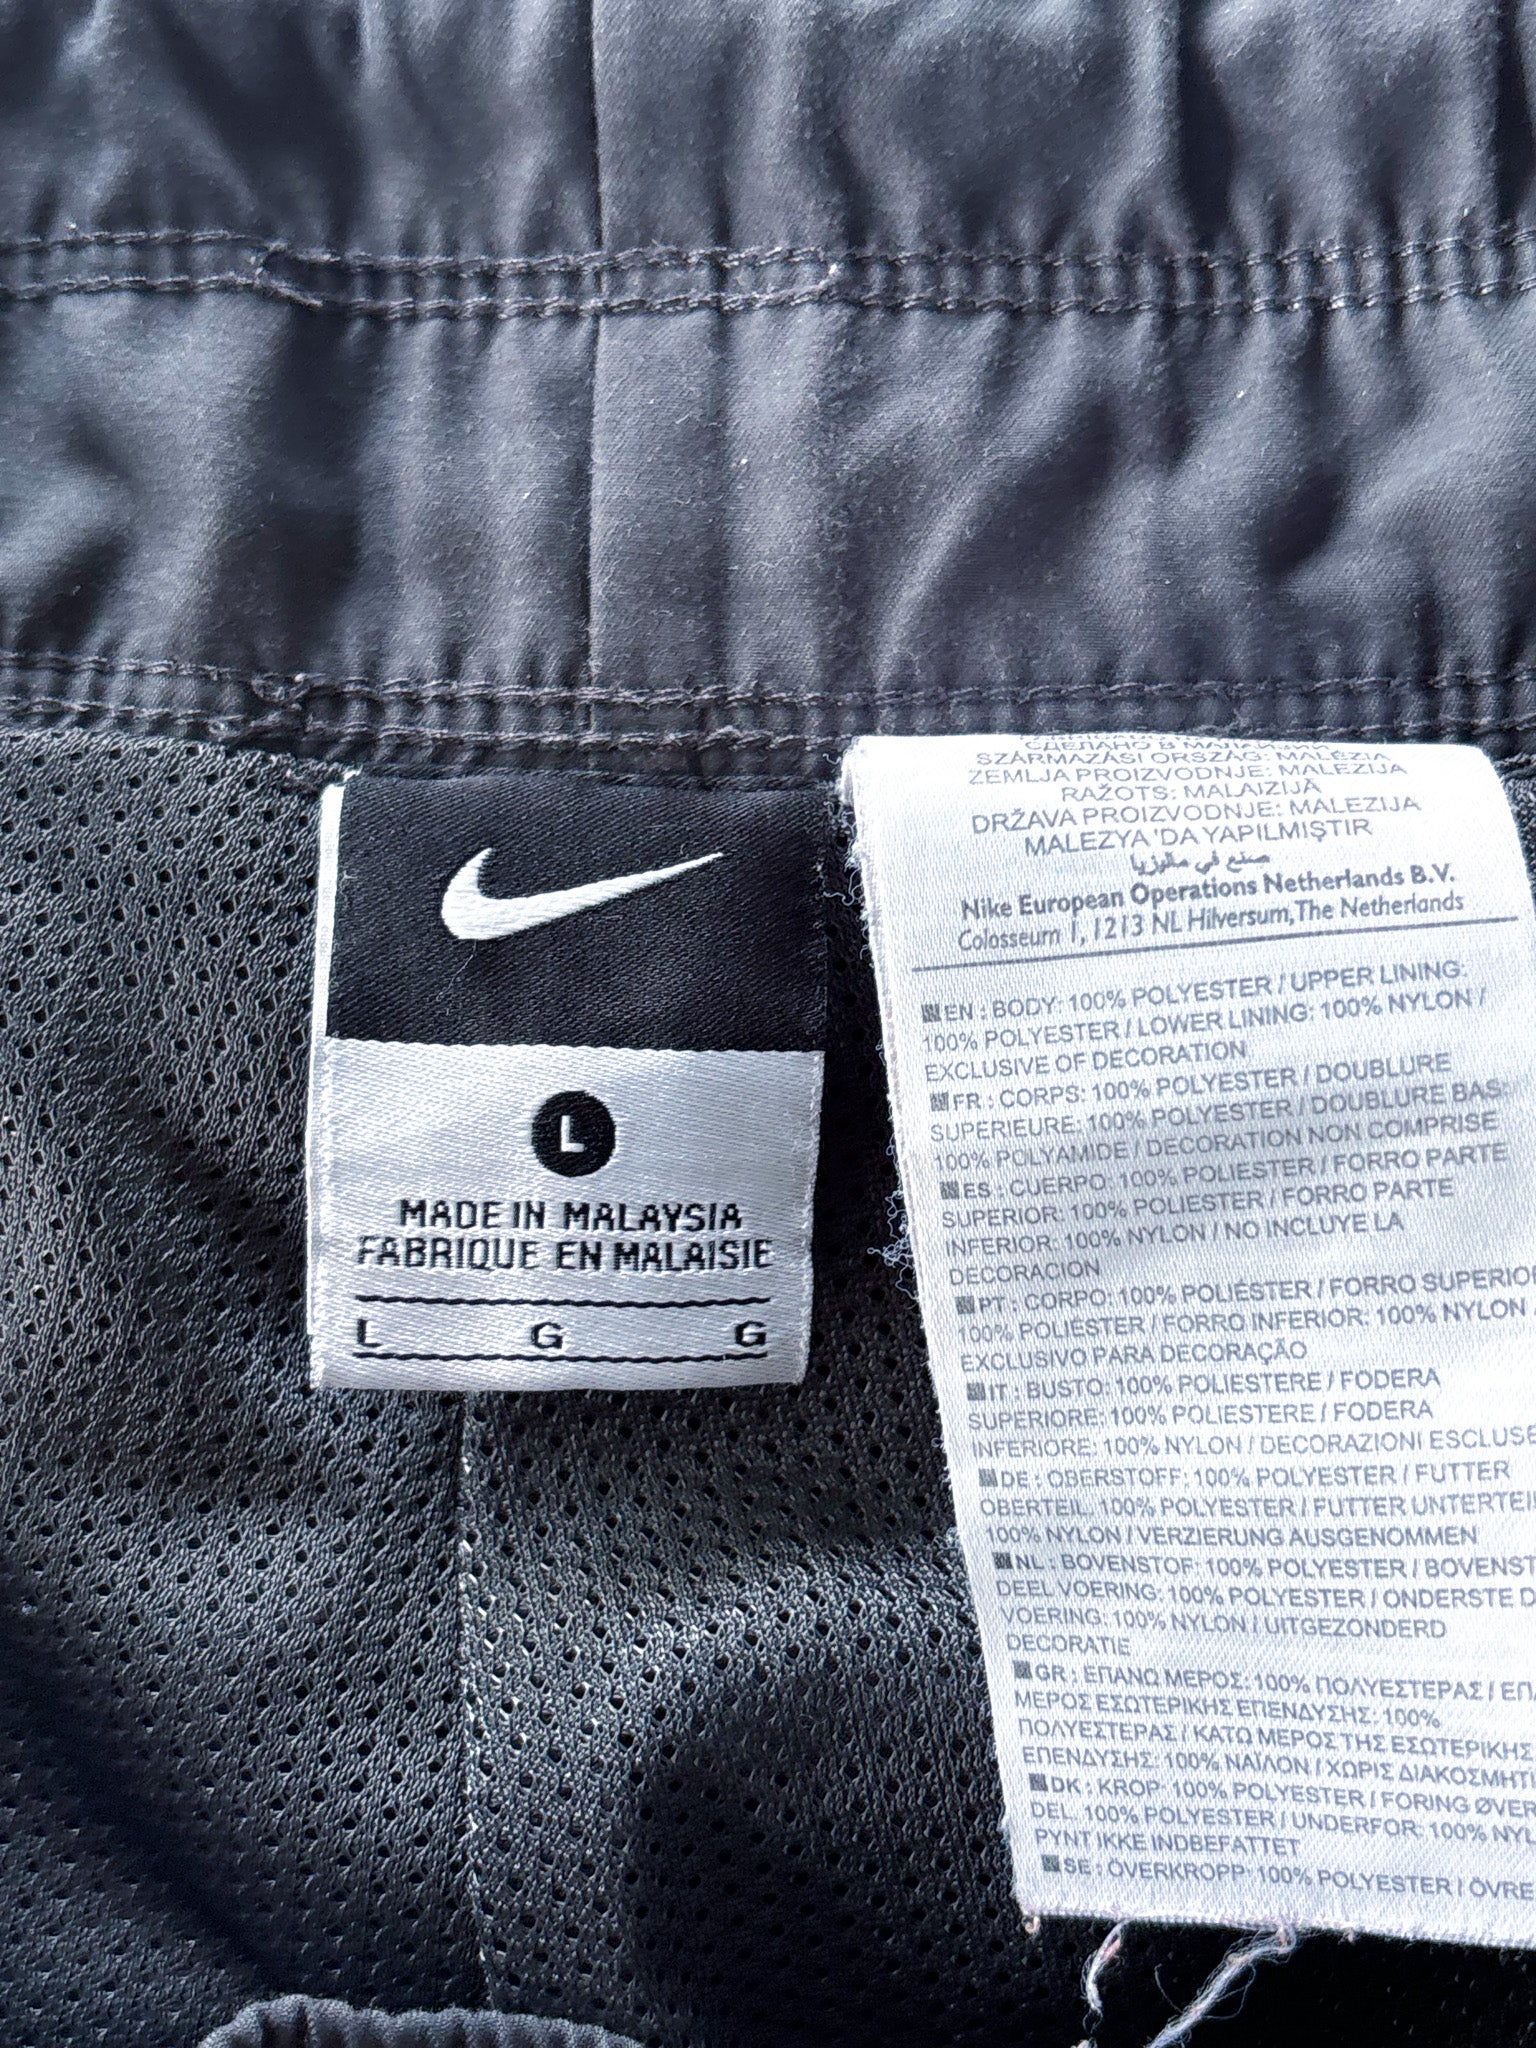 L
MADE IN MALAYSIA
FABRIQUE EN MALAISIE
L G G
СДЕЛАНО В МАЛАЙЗИИ
SZÁRMAZÁSI ORSZÁG: MALÉZIA
ZEMLJA PROIZVODNJE: MALEZIJA
RAŽOTS: MALAIZIJĀ
DRŽAVA PROIZVODNJE: MALEZIJA
MALEZYA'DA YAPILMIŞTIR
صنع في ماليزيا
Nike European Operations Netherlands B.V.
Colosseum 1, 1213 NL Hilversum, The Netherlands
EN : BODY: 100% POLYESTER / UPPER LINING:
100% POLYESTER / LOWER LINING: 100% NYLON /
EXCLUSIVE OF DECORATION
FR : CORPS: 100% POLYESTER / DOUBLURE
SUPERIEURE: 100% POLYESTER / DOUBLURE BAS:
100% POLYAMIDE / DECORATION NON COMPRISE
ES : CUERPO: 100% POLIESTER / FORRO PARTE
SUPERIOR: 100% POLIESTER / FORRO PARTE
INFERIOR: 100% NYLON / NO INCLUYE LA
DECORACION
PT : CORPO: 100% POLIÉSTER / FORRO SUPERIOR
100% POLIÉSTER / FORRO INFERIOR: 100% NYLON
EXCLUSIVO PARA DECORAÇÃO
IT : BUSTO: 100% POLIESTERE / FODERA
SUPERIORE: 100% POLIESTERE / FODERA
INFERIORE: 100% NYLON / DECORAZIONI ESCLUSE
DE : OBERSTOFF: 100% POLYESTER / FUTTER
OBERTEIL: 100% POLYESTER / FUTTER UNTERTEIL
100% NYLON / VERZIERUNG AUSGENOMMEN
NL : BOVENSTOF: 100% POLYESTER / BOVENST
DEEL VOERING: 100% POLYESTER / ONDERSTE D
VOERING: 100% NYLON / UITGEZONDERD
DECORATIE
GR : ΕΠΑΝΩ ΜΕΡΟΣ: 100% ΠΟΛΥΕΣΤΕΡΑΣ / ΕΠ
ΜΕΡΟΣ ΕΣΩΤΕΡΙΚΗΣ ΕΠΕΝΔΥΣΗΣ: 100%
ΠΟΛΥΕΣΤΕΡΑΣ / ΚΑΤΩ ΜΕΡΟΣ ΤΗΣ ΕΣΩΤΕΡΙΚΗΣ
ΕΠΕΝΔΥΣΗΣ: 100% ΝΑΪΛΟΝ / ΧΩΡΙΣ ΔΙΑΚΟΣΜΗΤ
DK : KROP: 100% POLYESTER / FORING ØVER
DEL. 100% POLYESTER / UNDERFOR: 100% NYL
PYNT IKKE INDBEFATTET
SE : ÖVERKROPP: 100% POLYESTER / ÖVRE